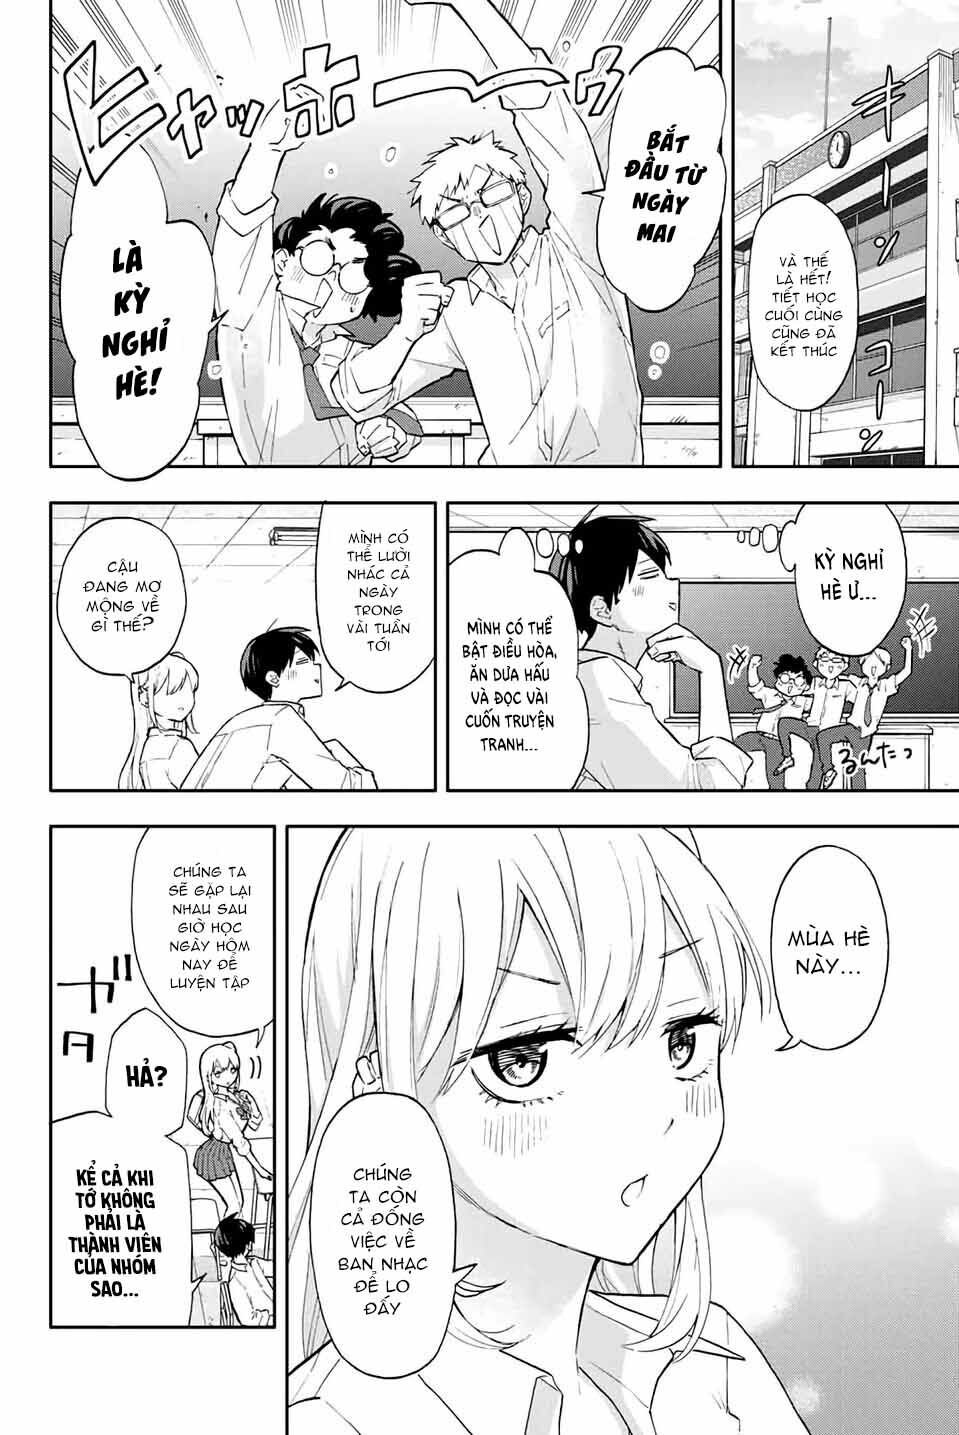 キーン
コーン
VÀ THẾ
LÀ HẾT!
TIẾT HỌC
CUỐI CÙNG
CŨNG ĐÃ
KẾT THÚC
ヒャッホーーゥ
BẮT
ĐẦU TỪ
NGÀY
MAI
LÀ
KỲ
NGHỈ
HÈ!
KỲ NGHỈ
HÈ Ư...
るんたっ
MÌNH CÓ THỂ
BẬT ĐIỀU HÒA,
ĂN DƯA HẤU
VÀ ĐỌC VÀI
CUỐN TRUYỆN
TRANH...
MÌNH CÓ
THỂ LƯỜI
NHÁC CẢ
NGÀY
TRONG
VÀI TUẦN
TỚI
CẬU
ĐANG MƠ
MỘNG VỀ
GÌ THẾ?
MÙA HÈ
NÀY...
CHÚNG
TA CÒN
CẢ ĐỐNG
VIỆC VỀ
BAN NHẠC
ĐỂ LO
ĐẤY
CHÚNG TA
SẼ GẶP LẠI
NHAU SAU
GIỜ HỌC
NGÀY HÔM
NAY ĐỂ
LUYỆN TẬP
ガタ
HẢ?
KỂ CẢ KHI
TỚ KHÔNG
PHẢI LÀ
THÀNH VIÊN
CỦA NHÓM
SAO...